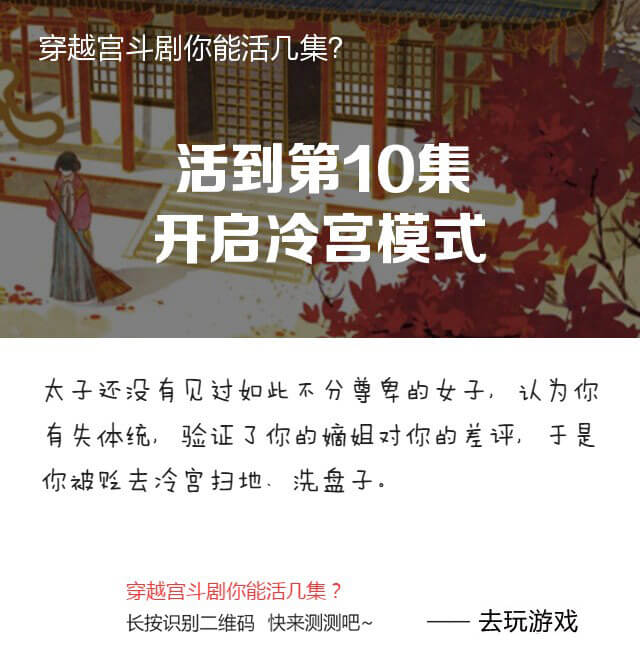 穿越宫斗剧你能活几集?
活到第10集
开启冷宫模式
太子还没有见过如此不分尊卑的女子，认为你
有失体统，验证了你的嫡姐对你的差评，于是
你被贬去冷宫扫地、洗盘子。
穿越宫斗剧你能活几集？
长按识别二维码 快来测测吧~
—— 去玩游戏